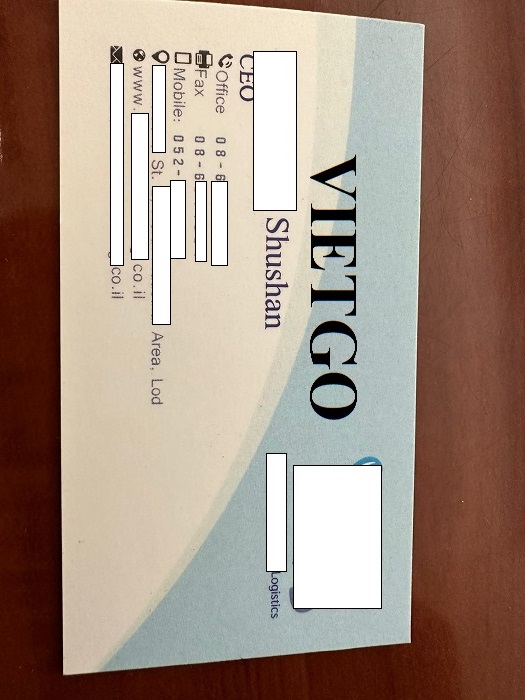 VIETGO
Logistics
Shushan
CEO
Office 08-6
Fax 08-6
Mobile: 052-
St. Area, Lod
www. co.il
co.il